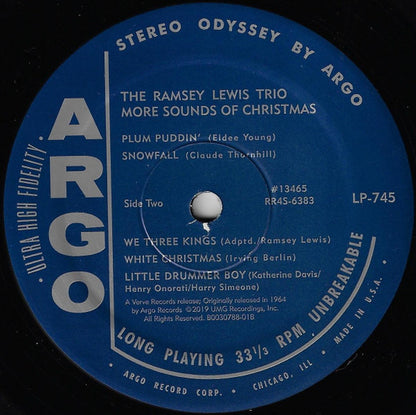 STEREO ODYSSEY BY ARGO
· ULTRA HIGH FIDELITY ·
ARGO
THE RAMSEY LEWIS TRIO
MORE SOUNDS OF CHRISTMAS
PLUM PUDDIN' (Eldee Young)
SNOWFALL (Claude Thornhill)
Side Two
#13465
RR4S-6383
LP-745
WE THREE KINGS (Adptd./Ramsey Lewis)
WHITE CHRISTMAS (Irving Berlin)
LITTLE DRUMMER BOY (Katherine Davis/
Henry Onorati/Harry Simeone)
A Verve Records release; Originally released in 1964
by Argo Records ©2019 UMG Recordings, Inc.
All Rights Reserved. B0030788-01B
LONG PLAYING 33 1/3 RPM UNBREAKABLE
· ARGO RECORD CORP. · CHICAGO, ILL · MADE IN U.S.A. ·